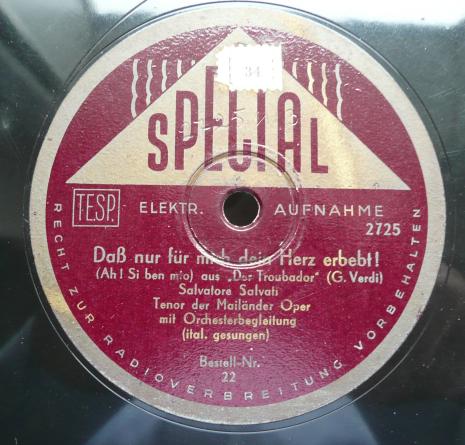 34
SPECIAL
TESP. ELEKTR. AUFNAHME
2725
Daß nur für mich dein Herz erbebt!
(Ah! Si ben mio) aus „Der Troubador" (G. Verdi)
Salvatore Salvati
Tenor der Mailänder Oper
mit Orchesterbegleitung
(ital. gesungen)
Bestell-Nr.
22
RECHT ZUR RADIOVERBREITUNG VORBEHALTEN